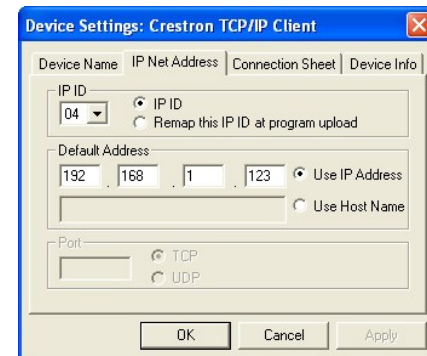 Device Settings: Crestron TCP/IP Client
Device Name IP Net Address Connection Sheet Device Info
IP ID
04 IP ID
Remap this IP ID at program upload
Default Address
192 . 168 . 1 . 123 Use IP Address
Use Host Name
Port
TCP
UDP
OK Cancel Apply